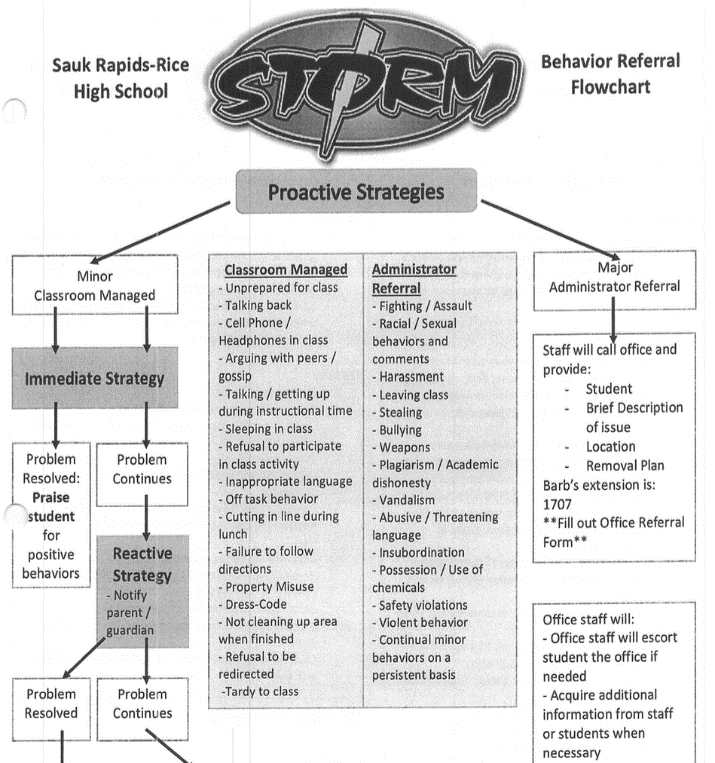 Sauk Rapids-Rice
High School
STORM
Behavior Referral
Flowchart
Proactive Strategies
Minor
Classroom Managed
Immediate Strategy
Problem
Resolved:
Praise
student
for
positive
behaviors
Problem
Continues
Reactive
Strategy
- Notify
parent /
guardian
Problem
Resolved
Problem
Continues
Classroom Managed
- Unprepared for class
- Talking back
- Cell Phone /
Headphones in class
- Arguing with peers /
gossip
- Talking / getting up
during instructional time
- Sleeping in class
- Refusal to participate
in class activity
- Inappropriate language
- Off task behavior
- Cutting in line during
lunch
- Failure to follow
directions
- Property Misuse
- Dress-Code
- Not cleaning up area
when finished
- Refusal to be
redirected
-Tardy to class
Administrator
Referral
- Fighting / Assault
- Racial / Sexual
behaviors and
comments
- Harassment
- Leaving class
- Stealing
- Bullying
- Weapons
- Plagiarism / Academic
dishonesty
- Vandalism
- Abusive / Threatening
language
- Insubordination
- Possession / Use of
chemicals
- Safety violations
- Violent behavior
- Continual minor
behaviors on a
persistent basis
Major
Administrator Referral
Staff will call office and
provide:
- Student
- Brief Description
of issue
- Location
- Removal Plan
Barb's extension is:
1707
**Fill out Office Referral
Form**
Office staff will:
- Office staff will escort
student the office if
needed
- Acquire additional
information from staff
or students when
necessary